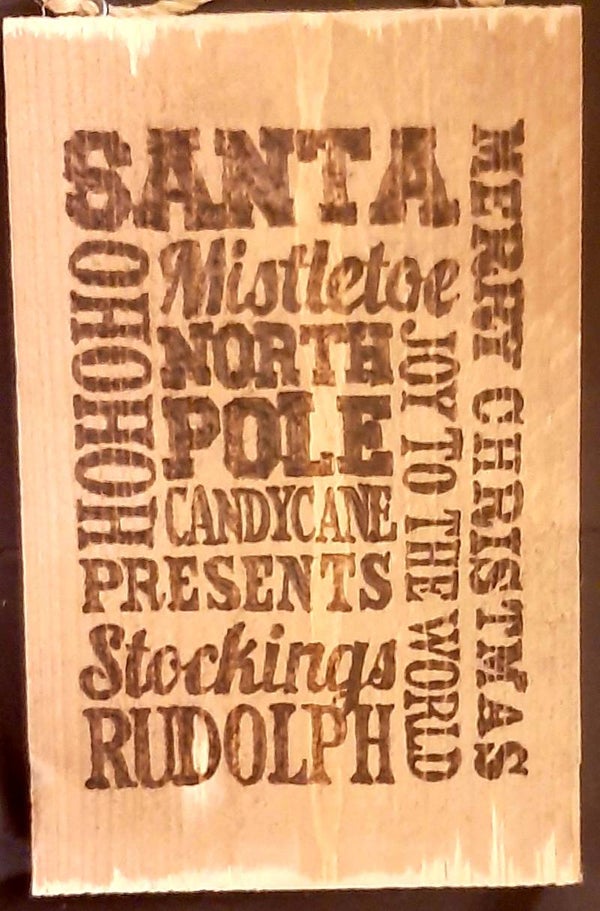 SANTA
HOHOHO
Mistletoe
NORTH
POLE
CANDYCANE
PRESENTS
Stockings
RUDOLPH
JOY TO THE WORLD
MERRY CHRISTMAS